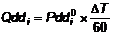 Qdd_i = Pdd_i^0 × ΔT/60